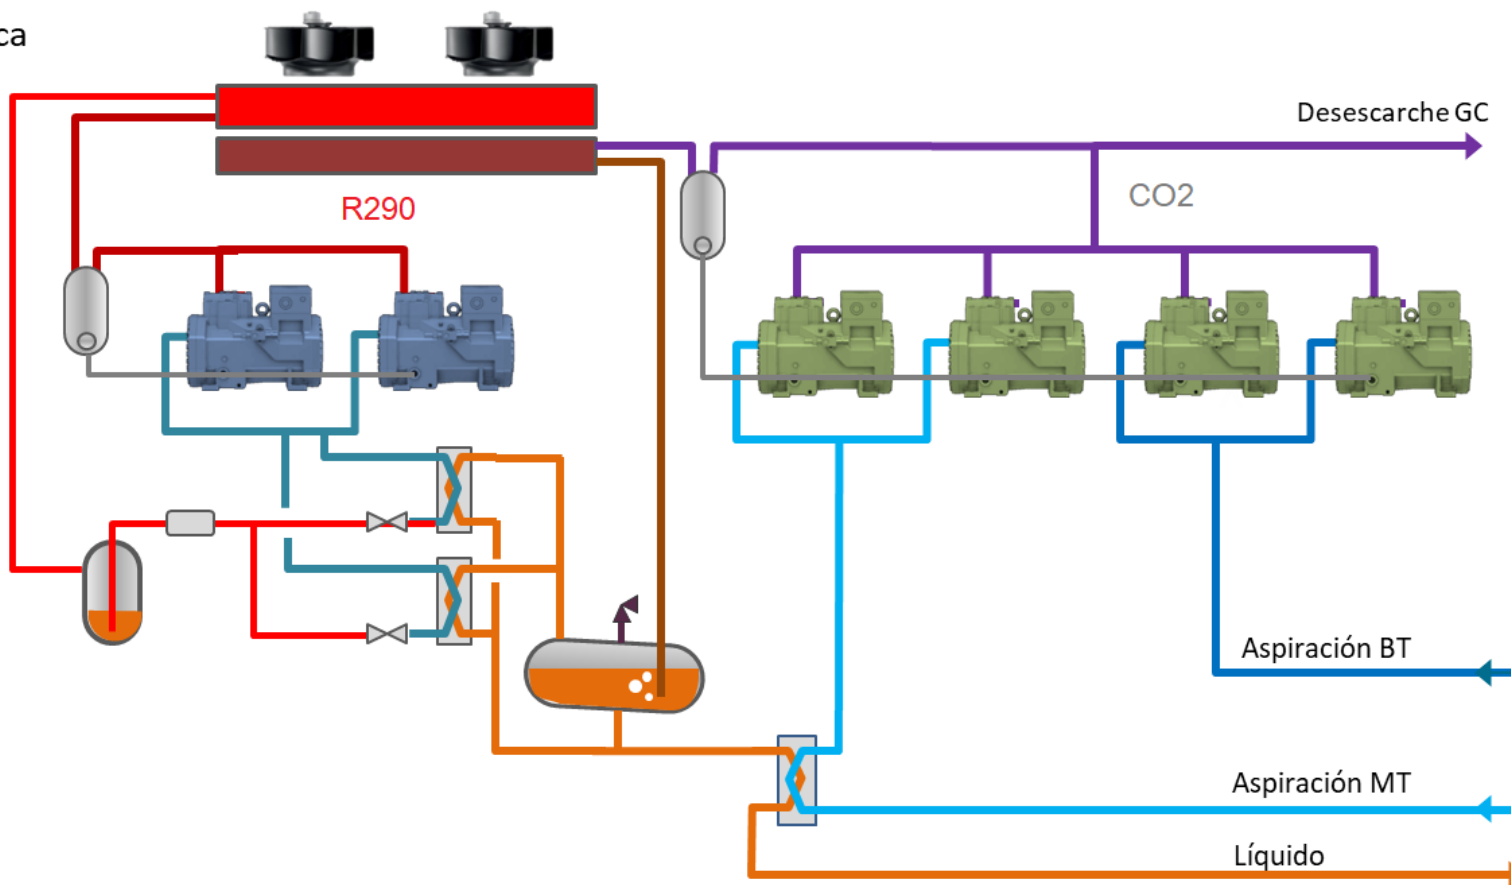 ca
Desescarche GC
CO2
R290
Aspiración BT
Aspiración MT
Líquido